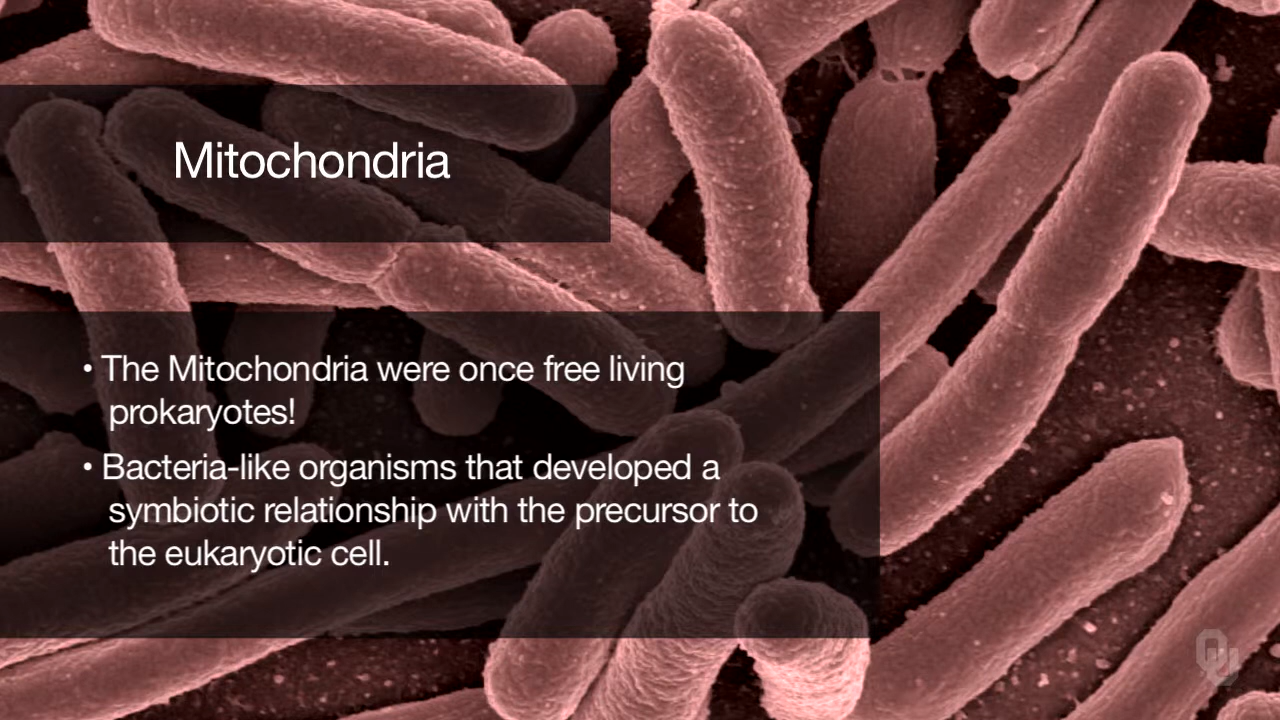 Mitochondria
• The Mitochondria were once free living
prokaryotes!
• Bacteria-like organisms that developed a
symbiotic relationship with the precursor to
the eukaryotic cell.
OU